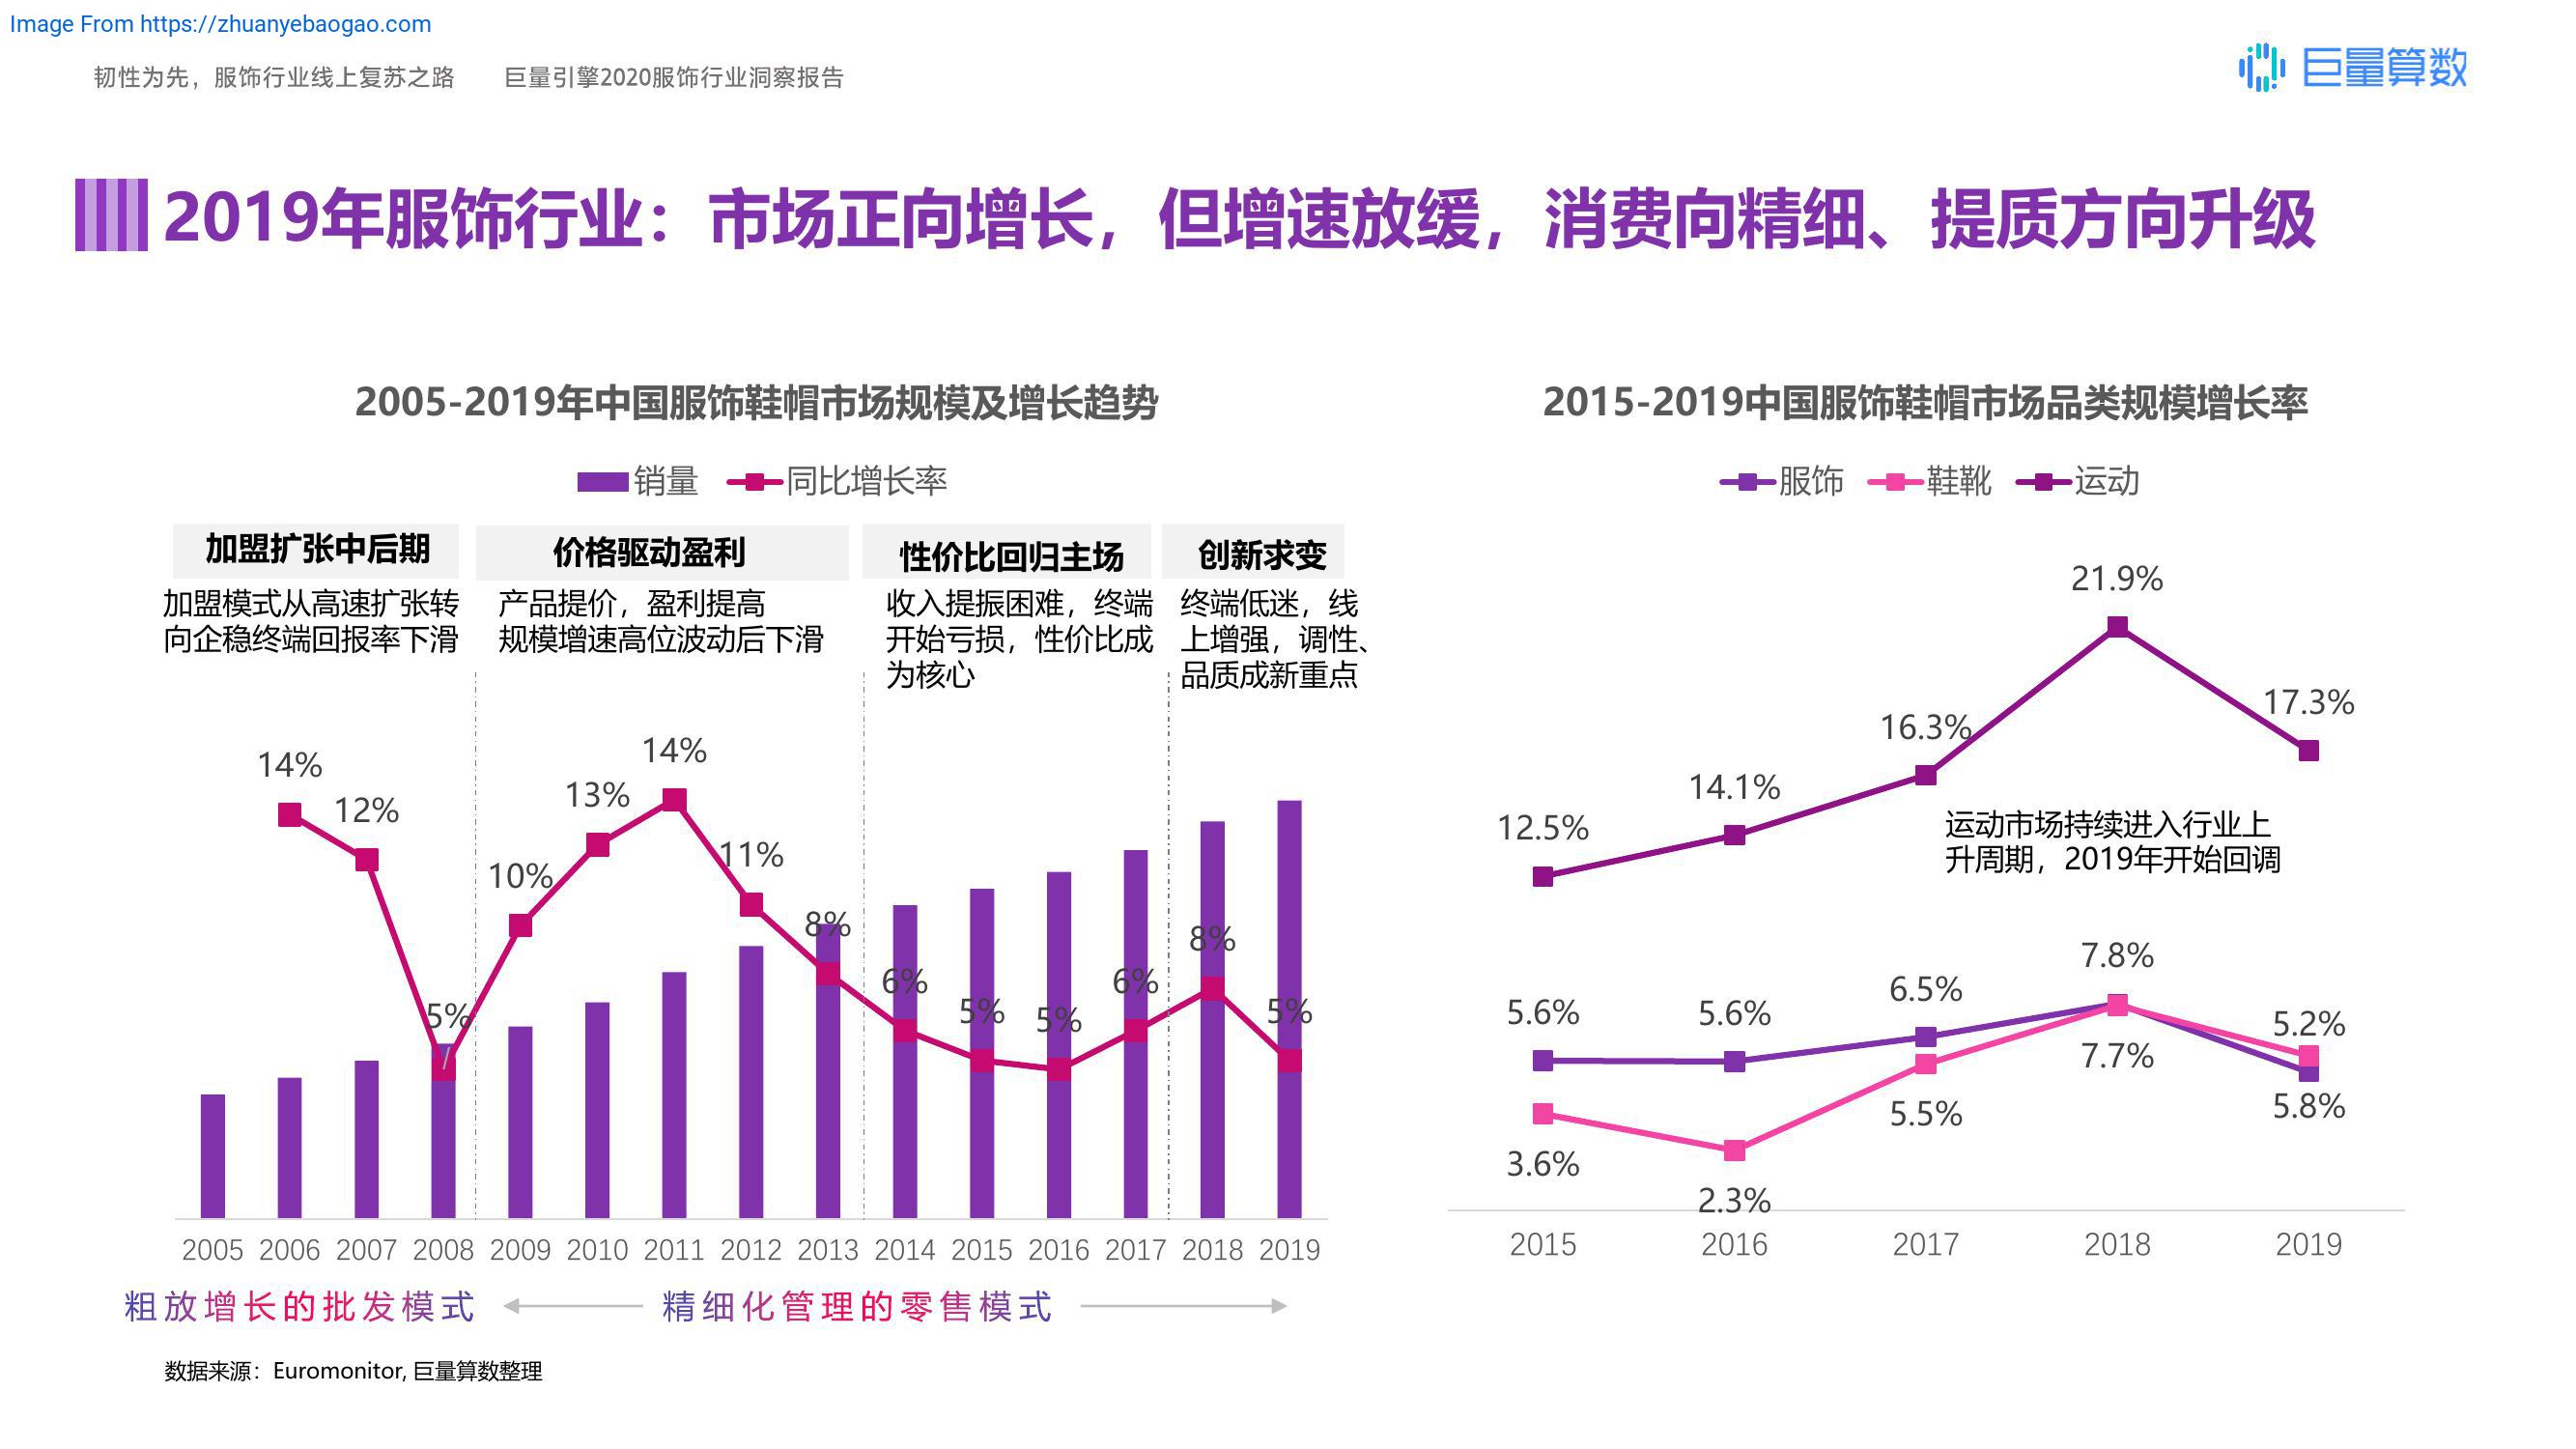 Image From https://zhuanyebaogao.com
韧性为先，服饰行业线上复苏之路 巨量引擎2020服饰行业洞察报告
巨量算数
2019年服饰行业：市场正向增长，但增速放缓，消费向精细、提质方向升级
2005-2019年中国服饰鞋帽市场规模及增长趋势
销量 同比增长率
加盟扩张中后期
加盟模式从高速扩张转
向企稳终端回报率下滑
价格驱动盈利
产品提价，盈利提高
规模增速高位波动后下滑
性价比回归主场
收入提振困难，终端
开始亏损，性价比成
为核心
创新求变
终端低迷，线
上增强，调性、
品质成新重点
14%
12%
5%
10%
13%
14%
11%
8%
6%
5%
5%
6%
8%
5%
2005 2006 2007 2008 2009 2010 2011 2012 2013 2014 2015 2016 2017 2018 2019
粗放增长的批发模式 精细化管理的零售模式
数据来源：Euromonitor, 巨量算数整理
2015-2019中国服饰鞋帽市场品类规模增长率
服饰 鞋靴 运动
12.5%
14.1%
16.3%
21.9%
17.3%
运动市场持续进入行业上
升周期，2019年开始回调
5.6%
5.6%
6.5%
7.8%
5.2%
3.6%
2.3%
5.5%
7.7%
5.8%
2015 2016 2017 2018 2019